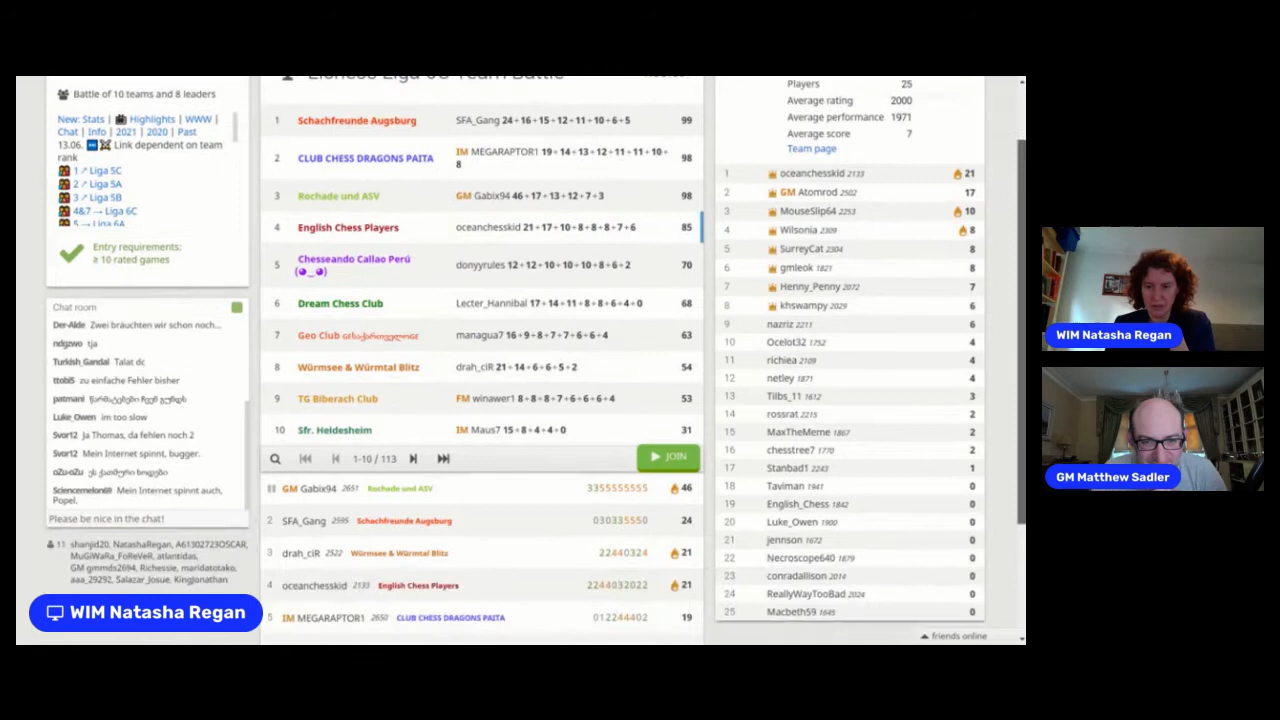 Lioness Liga 6C Team Battle
Battle of 10 teams and 8 leaders
New: Stats | Highlights | WWW |
Chat | Info | 2021 | 2020 | Past
13.06. Link dependent on team
rank
1 ↗ Liga 5C
2 ↗ Liga 5A
3 ↗ Liga 5B
4&7 → Liga 6C
5 → Liga 6A
Entry requirements:
≥ 10 rated games
Chat room
Der-Alde Zwei bräuchten wir schon noch...
ndgzwo tja
Turkish_Gandal Talat dc
ttobi5 zu einfache Fehler bisher
patmani
Luke_Owen im too slow
Svor12 Ja Thomas, da fehlen noch 2
Svor12 Mein Internet spinnt, bugger.
oZu-oZu
Sciencemelon69 Mein Internet spinnt auch,
Popel.
Please be nice in the chat!
11 shanjid20, NatashaRegan, A61302723OSCAR,
MuGiWaRa_FoReVeR, atlantidas,
GM gmmds2694, Richessie, maridatotako,
aaa_29292, Salazar_Josue, KingJonathan
WIM Natasha Regan
1 Schachfreunde Augsburg SFA_Gang 24+16+15+12+11+10+6+5 99
2 CLUB CHESS DRAGONS PAITA IM MEGARAPTOR1 19+14+13+12+11+11+10+
8 98
3 Rochade und ASV GM Gabix94 46+17+13+12+7+3 98
4 English Chess Players oceanchesskid 21+17+10+8+8+8+7+6 85
5 Chesseando Callao Perú
(◕‿◕) donyyrules 12+12+10+10+10+8+6+2 70
6 Dream Chess Club Lecter_Hannibal 17+14+11+8+8+6+4+0 68
7 Geo Club managua7 16+9+8+7+7+6+6+4 63
8 Würmsee & Würmtal Blitz drah_ciR 21+14+6+6+5+2 54
9 TG Biberach Club FM winawer1 8+8+8+7+6+6+6+4 53
10 Sfr. Heidesheim IM Maus7 15+8+4+4+0 31
1-10 / 113 JOIN
GM Gabix94 2651 Rochade und ASV 3355555555 46
2 SFA_Gang 2595 Schachfreunde Augsburg 030335550 24
3 drah_ciR 2522 Würmsee & Würmtal Blitz 22440324 21
4 oceanchesskid 2133 English Chess Players 2244032022 21
5 IM MEGARAPTOR1 2650 CLUB CHESS DRAGONS PAITA 012244402 19
Players 25
Average rating 2000
Average performance 1971
Average score 7
Team page
1 oceanchesskid 2133 21
2 GM Atomrod 2502 17
3 MouseSlip64 2253 10
4 Wilsonia 2309 8
5 SurreyCat 2304 8
6 gmleok 1821 8
7 Henny_Penny 2072 7
8 khswampy 2029 6
9 nazriz 2211 6
10 Ocelot32 1752 4
11 richiea 2109 4
12 netley 1871 4
13 Tilbs_11 1612 3
14 rossrat 2215 2
15 MaxTheMeme 1867 2
16 chesstree7 1770 2
17 Stanbad1 2243 1
18 Taviman 1941 0
19 English_Chess 1842 0
20 Luke_Owen 1900 0
21 jennson 1672 0
22 Necroscope640 1879 0
23 conradallison 2014 0
24 ReallyWayTooBad 2024 0
25 Macbeth59 1645 0
friends online
WIM Natasha Regan
GM Matthew Sadler